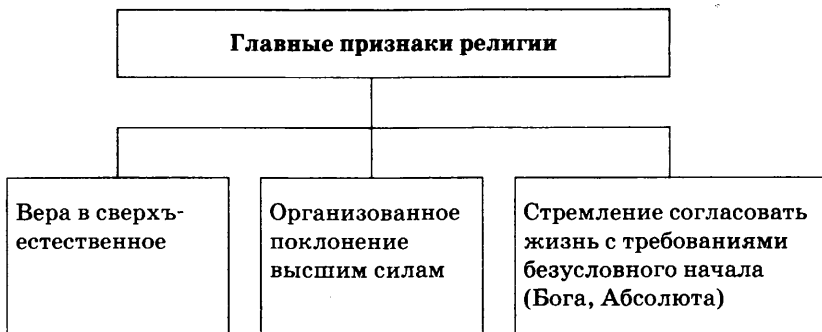 Главные признаки религии
Вера в сверхъ-
естественное
Организованное
поклонение
высшим силам
Стремление согласовать
жизнь с требованиями
безусловного начала
(Бога, Абсолюта)